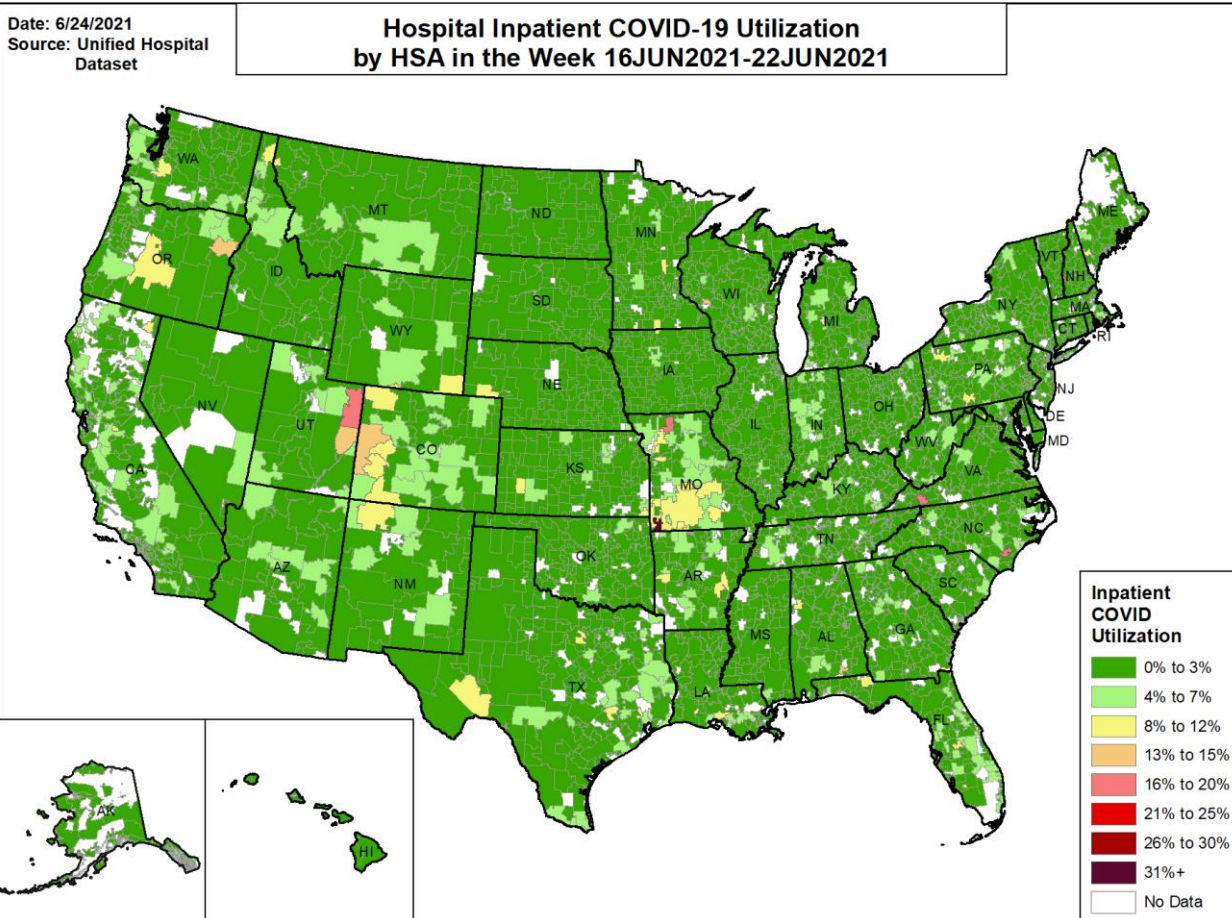 Date: 6/24/2021
Source: Unified Hospital
Dataset
Hospital Inpatient COVID-19 Utilization
by HSA in the Week 16JUN2021-22JUN2021
WA
MT
ND
MN
ME
VT
NH
OR
ID
SD
WI
NY
MA
WY
MI
CT
RI
NE
IA
PA
NJ
NV
UT
CO
IL
IN
OH
DE
MD
WV
CA
KS
MO
KY
VA
AZ
NM
OK
AR
TN
NC
SC
MS
AL
GA
TX
LA
FL
AK
HI
Inpatient
COVID
Utilization
0% to 3%
4% to 7%
8% to 12%
13% to 15%
16% to 20%
21% to 25%
26% to 30%
31%+
No Data